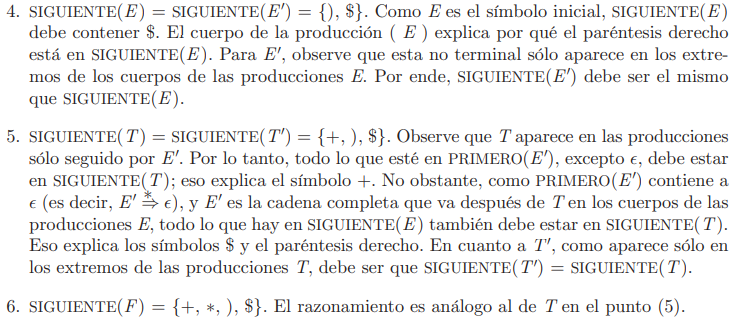 4. SIGUIENTE(E) = SIGUIENTE(E′) = {), $}. Como E es el símbolo inicial, SIGUIENTE(E)
debe contener $. El cuerpo de la producción ( E ) explica por qué el paréntesis derecho
está en SIGUIENTE(E). Para E′, observe que esta no terminal sólo aparece en los extre-
mos de los cuerpos de las producciones E. Por ende, SIGUIENTE(E′) debe ser el mismo
que SIGUIENTE(E).
5. SIGUIENTE(T) = SIGUIENTE(T′) = {+, ), $}. Observe que T aparece en las producciones
sólo seguido por E′. Por lo tanto, todo lo que esté en PRIMERO(E′), excepto ϵ, debe estar
en SIGUIENTE(T); eso explica el símbolo +. No obstante, como PRIMERO(E′) contiene a
ϵ (es decir, E′ ⇒* ϵ), y E′ es la cadena completa que va después de T en los cuerpos de las
producciones E, todo lo que hay en SIGUIENTE(E) también debe estar en SIGUIENTE(T).
Eso explica los símbolos $ y el paréntesis derecho. En cuanto a T′, como aparece sólo en
los extremos de las producciones T, debe ser que SIGUIENTE(T′) = SIGUIENTE(T).
6. SIGUIENTE(F) = {+, *, ), $}. El razonamiento es análogo al de T en el punto (5).